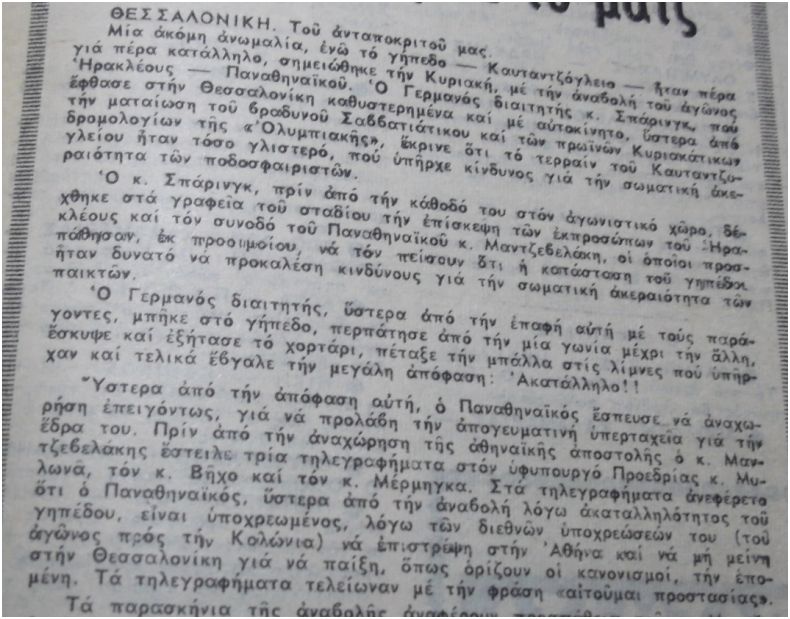 ματς
ΘΕΣΣΑΛΟΝΙΚΗ. Τοῦ ἀνταποκριτοῦ μας.
Μία ἀκόμη ἀνωμαλία, ἐνῶ τό γήπεδο — Καυταντζόγλειο — ἦταν πέρα
γιά πέρα κατάλληλο, σημειώθηκε τήν Κυριακή, μέ τήν ἀναβολή τοῦ ἀγῶνος
Ἡρακλέους — Παναθηναϊκοῦ. Ὁ Γερμανός διαιτητής κ. Σπάρινγκ, πού
ἔφθασε στήν Θεσσαλονίκη καθυστερημένα καί μέ αὐτοκίνητο, ὕστερα ἀπό
τήν ματαίωση τοῦ βραδυνοῦ Σαββατιάτικου καί τῶν πρωϊνῶν Κυριακάτικων
δρομολογίων τῆς «Ὀλυμπιακῆς», ἔκρινε ὅτι τό τερραίν τοῦ Καυταντζο-
γλείου ἦταν τόσο γλιστερό, πού ὑπῆρχε κίνδυνος γιά τήν σωματική ἀκε-
ραιότητα τῶν ποδοσφαιριστῶν.
Ὁ κ. Σπάρινγκ, πρίν ἀπό τήν κάθοδό του στόν ἀγωνιστικό χῶρο, δέ-
χθηκε στά γραφεῖα τοῦ σταδίου τήν ἐπίσκεψη τῶν ἐκπροσώπων τοῦ Ἡρα-
κλέους καί τόν συνοδό τοῦ Παναθηναϊκοῦ κ. Μαντζεβελάκη, οἱ ὁποῖοι προσ-
πάθησαν, ἐκ προοιμίου, νά τόν πείσουν ὅτι ἡ κατάσταση τοῦ γηπέδου
ἦταν δυνατό νά προκαλέση κινδύνους γιά τήν σωματική ἀκεραιότητα τῶν
παικτῶν.
Ὁ Γερμανός διαιτητής, ὕστερα ἀπό τήν ἐπαφή αὐτή μέ τούς παρά-
γοντες, μπῆκε στό γήπεδο, περπάτησε ἀπό τήν μία γωνία μέχρι τήν ἄλλη,
ἔσκυψε καί ἐξήτασε τό χορτάρι, πέταξε τήν μπάλλα στίς λίμνες πού ὑπῆρ-
χαν καί τελικά ἔβγαλε τήν μεγάλη ἀπόφαση: Ἀκατάλληλο!!
Ὕστερα ἀπό τήν ἀπόφαση αὐτή, ὁ Παναθηναϊκός ἔσπευσε νά ἀναχω-
ρήση ἐπειγόντως, γιά νά προλάβη τήν ἀπογευματινή ὑπερταχεῖα γιά τήν
ἕδρα του. Πρίν ἀπό τήν ἀναχώρηση τῆς ἀθηναϊκῆς ἀποστολῆς ὁ κ. Μαν-
τζεβελάκης ἔστειλε τρία τηλεγραφήματα στόν ὑφυπουργό Προεδρίας κ. Μυ-
λωνᾶ, τόν κ. Βῆχο καί τόν κ. Μέρμηγκα. Στά τηλεγραφήματα ἀνεφέρετο
ὅτι ὁ Παναθηναϊκός, ὕστερα ἀπό τήν ἀναβολή λόγω ἀκαταλληλότητος τοῦ
γηπέδου, εἶναι ὑποχρεωμένος, λόγω τῶν διεθνῶν ὑποχρεώσεών του (τοῦ
ἀγῶνος πρός τήν Κολώνια) νά ἐπιστρέψη στήν Ἀθήνα καί νά μή μείνη
στήν Θεσσαλονίκη γιά νά παίξη, ὅπως ὁρίζουν οἱ κανονισμοί, τήν ἑπο-
μένη. Τά τηλεγραφήματα τελείωναν μέ τήν φράση «αἰτοῦμαι προστασίας».
Τά παρασκήνια τῆς ἀναβολῆς ἀναφέρουν